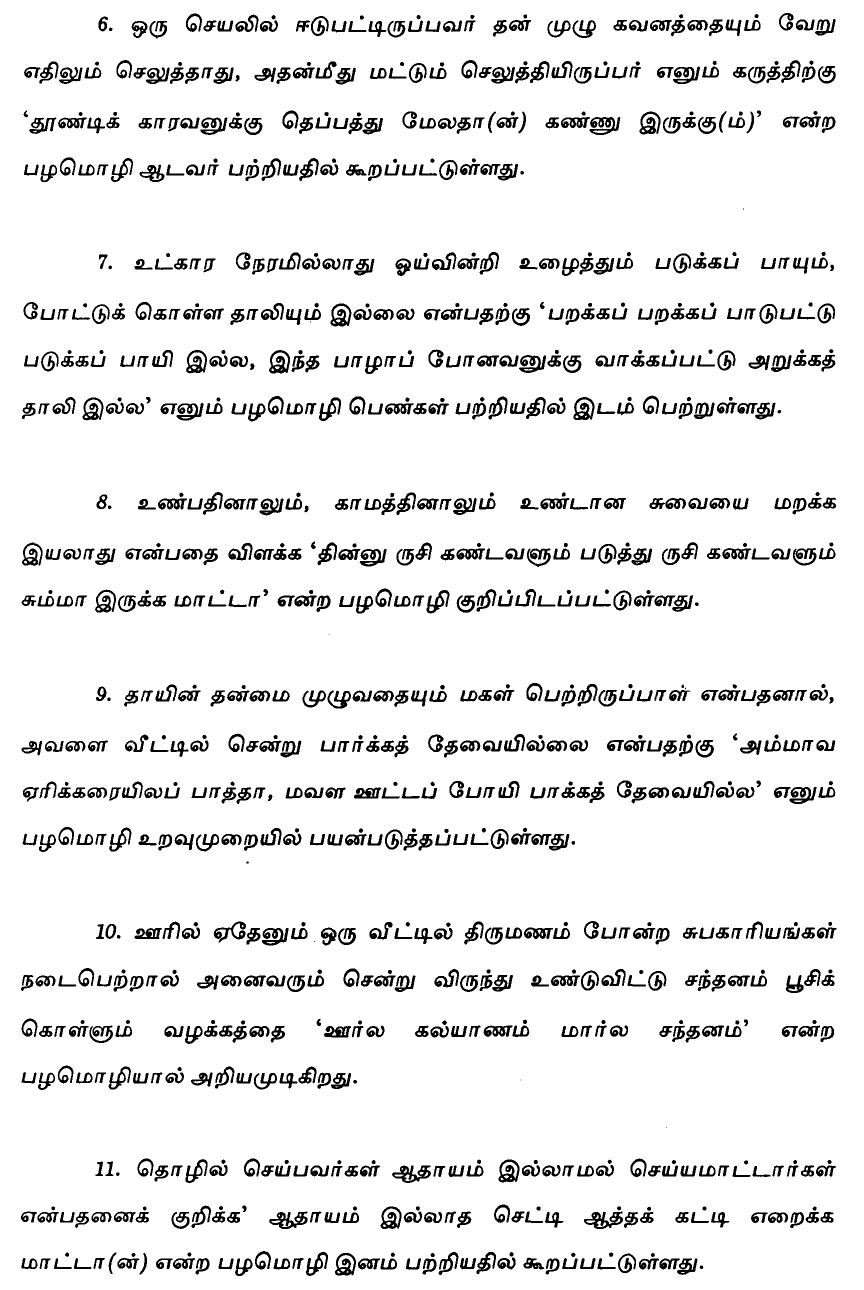 6. ஒரு செயலில் ஈடுபட்டிருப்பவர் தன் முழு கவனத்தையும் வேறு
எதிலும் செலுத்தாது, அதன்மீது மட்டும் செலுத்தியிருப்பர் எனும் கருத்திற்கு
‘தூண்டிக் காரவனுக்கு தெப்பத்து மேலதா(ன்) கண்ணு இருக்கு(ம்)’ என்ற
பழமொழி ஆடவர் பற்றியதில் கூறப்பட்டுள்ளது.
7. உட்கார நேரமில்லாது ஓய்வின்றி உழைத்தும் படுக்கப் பாயும்,
போட்டுக் கொள்ள தாலியும் இல்லை என்பதற்கு ‘பறக்கப் பறக்கப் பாடுபட்டு
படுக்கப் பாயி இல்ல, இந்த பாழாப் போனவனுக்கு வாக்கப்பட்டு அறுக்கத்
தாலி இல்ல’ எனும் பழமொழி பெண்கள் பற்றியதில் இடம் பெற்றுள்ளது.
8. உண்பதினாலும், காமத்தினாலும் உண்டான சுவையை மறக்க
இயலாது என்பதை விளக்க ‘தின்னு ருசி கண்டவளும் படுத்து ருசி கண்டவளும்
சும்மா இருக்க மாட்டா’ என்ற பழமொழி குறிப்பிடப்பட்டுள்ளது.
9. தாயின் தன்மை முழுவதையும் மகள் பெற்றிருப்பாள் என்பதனால்,
அவளை வீட்டில் சென்று பார்க்கத் தேவையில்லை என்பதற்கு ‘அம்மாவ
ஏரிக்கரையிலப் பாத்தா, மவள ஊட்டப் போயி பாக்கத் தேவையில்ல’ எனும்
பழமொழி உறவுமுறையில் பயன்படுத்தப்பட்டுள்ளது.
10. ஊரில் ஏதேனும் ஒரு வீட்டில் திருமணம் போன்ற சுபகாரியங்கள்
நடைபெற்றால் அனைவரும் சென்று விருந்து உண்டுவிட்டு சந்தனம் பூசிக்
கொள்ளும் வழக்கத்தை ‘ஊர்ல கல்யாணம் மார்ல சந்தனம்’ என்ற
பழமொழியால் அறியமுடிகிறது.
11. தொழில் செய்பவர்கள் ஆதாயம் இல்லாமல் செய்யமாட்டார்கள்
என்பதனைக் குறிக்க’ ஆதாயம் இல்லாத செட்டி ஆத்தக் கட்டி எறைக்க
மாட்டா(ன்) என்ற பழமொழி இனம் பற்றியதில் கூறப்பட்டுள்ளது.